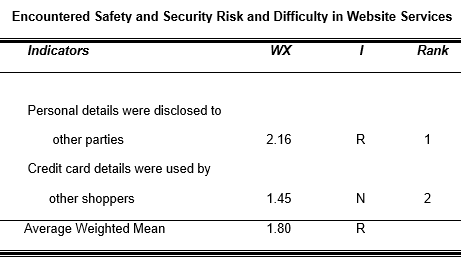 Encountered Safety and Security Risk and Difficulty in Website Services
Indicators WX I Rank
Personal details were disclosed to
other parties 2.16 R 1
Credit card details were used by
other shoppers 1.45 N 2
Average Weighted Mean 1.80 R